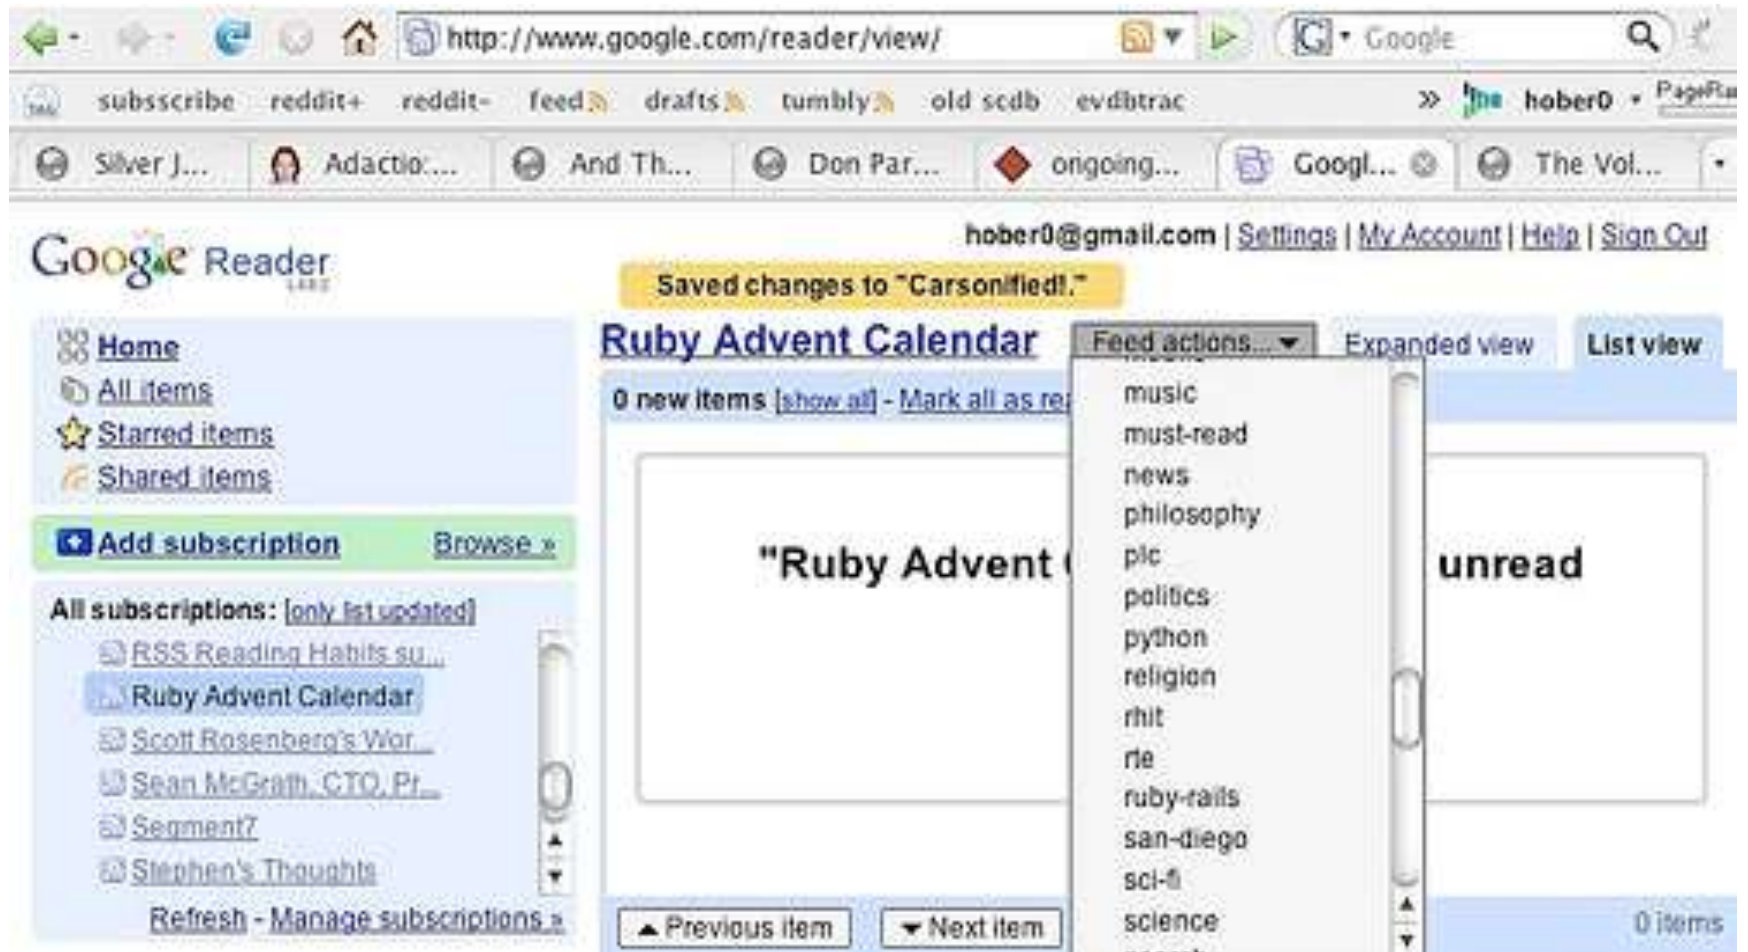 http://www.google.com/reader/view/ Google
subsscribe reddit+ reddit- feed drafts tumbly old scdb evdbtrac » hober0
Silver J... Adactio:... And Th... Don Par... ongoing... Googl... The Vol...
hober0@gmail.com | Settings | My Account | Help | Sign Out
Google Reader
LABS
Saved changes to "Carsonified!."
Home
All items
Starred items
Shared items
Add subscription Browse »
All subscriptions: [only list updated]
RSS Reading Habits su...
Ruby Advent Calendar
Scott Rosenberg's Wor...
Sean McGrath, CTO, Pr...
Segment7
Stephen's Thoughts
Refresh - Manage subscriptions »
Ruby Advent Calendar Feed actions... Expanded view List view
0 new items [show all] - Mark all as rea
"Ruby Advent unread
music
must-read
news
philosophy
plc
politics
python
religion
rhit
rte
ruby-rails
san-diego
sci-fi
science
Previous item Next item 0 items